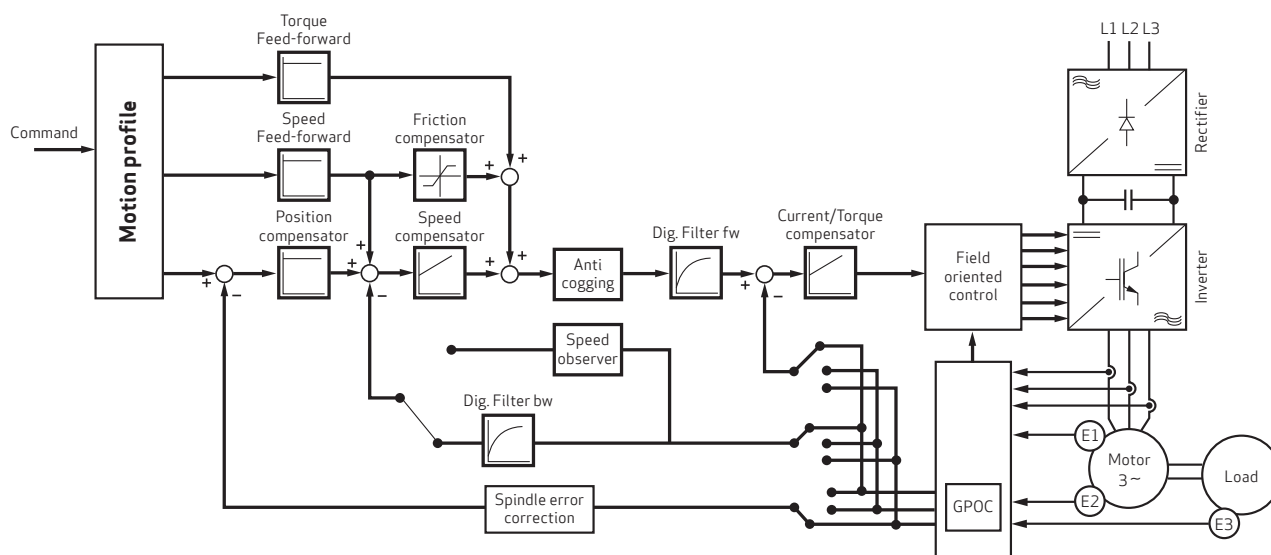 Torque
Feed-forward
L1 L2 L3
Command
Motion profile
Speed
Feed-forward
Friction
compensator
Rectifier
+
+
Position
compensator
Speed
compensator
Dig. Filter fw
Current/Torque
compensator
+
+
+
+
+
−
−
Anti
cogging
+
−
Field
oriented
control
Inverter
Speed
observer
Dig. Filter bw
E1
Motor
3~
Load
Spindle error
correction
GPOC
E2
E3